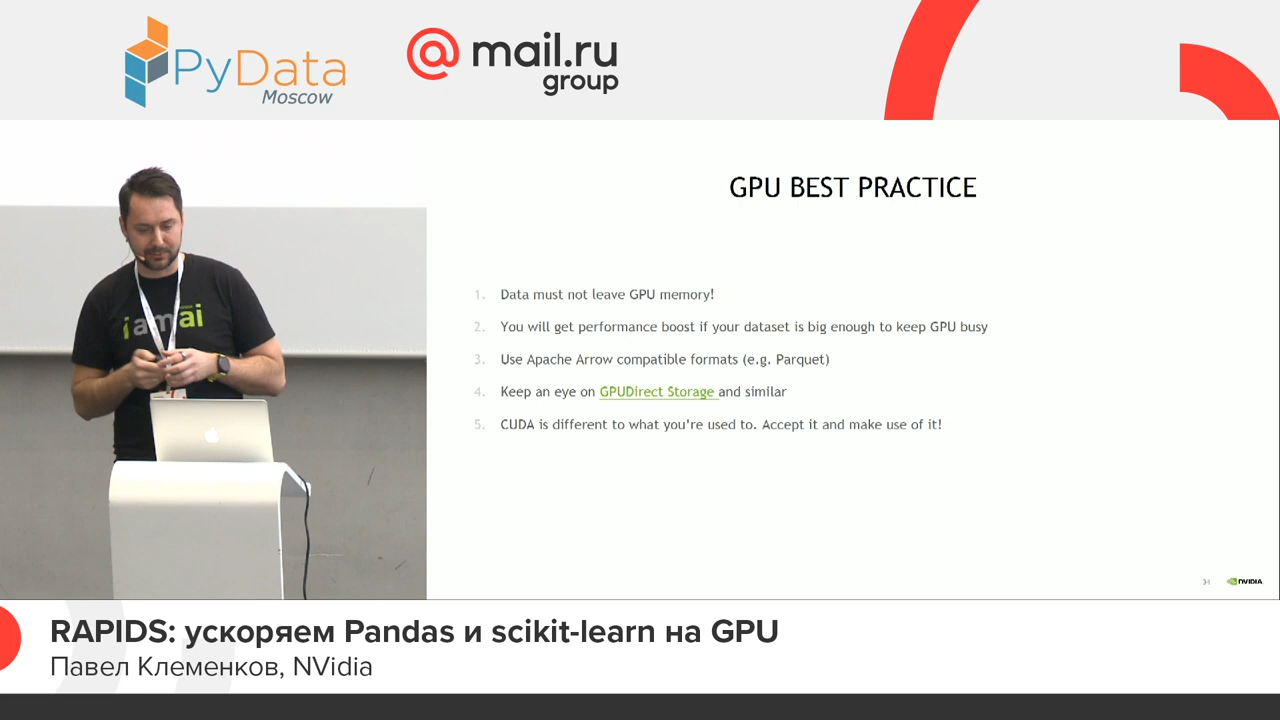 PyData
Moscow
@mail.ru
group
GPU BEST PRACTICE
1. Data must not leave GPU memory!
2. You will get performance boost if your dataset is big enough to keep GPU busy
3. Use Apache Arrow compatible formats (e.g. Parquet)
4. Keep an eye on GPUDirect Storage and similar
5. CUDA is different to what you're used to. Accept it and make use of it!
i am ai
NVIDIA
RAPIDS: ускоряем Pandas и scikit-learn на GPU
Павел Клеменков, NVidia